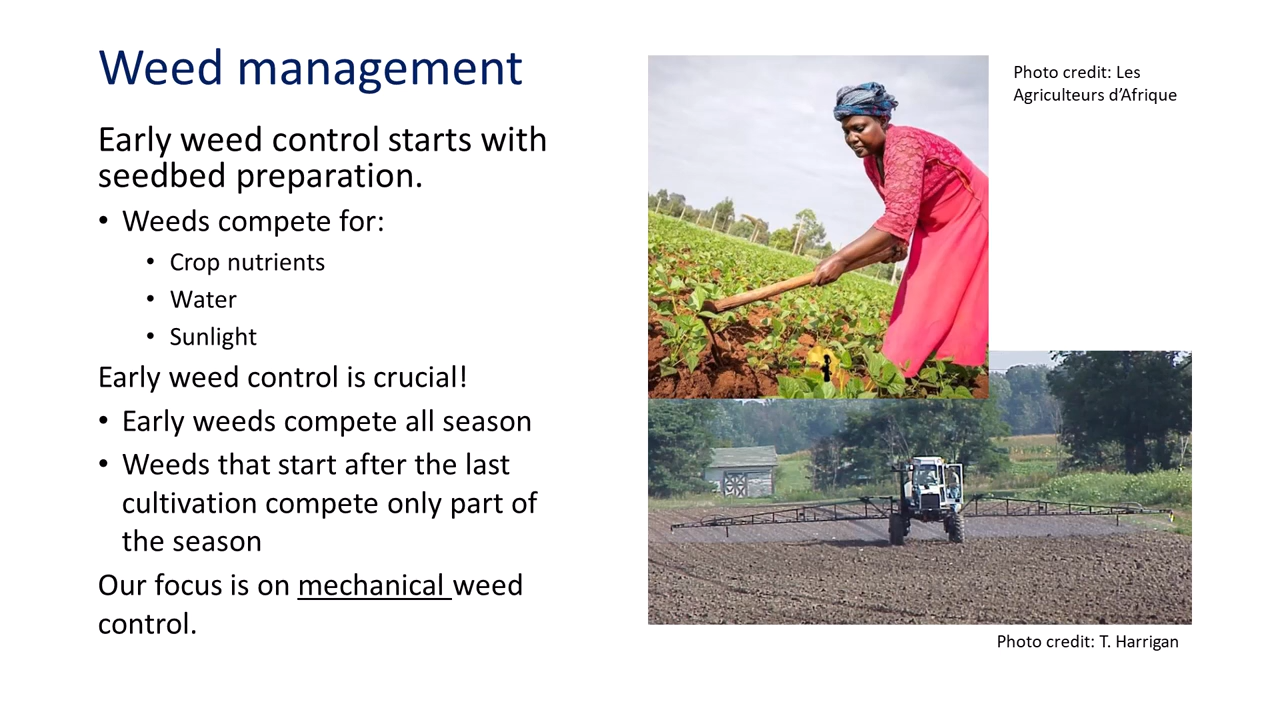 Weed management
Early weed control starts with
seedbed preparation.
• Weeds compete for:
• Crop nutrients
• Water
• Sunlight
Early weed control is crucial!
• Early weeds compete all season
• Weeds that start after the last
cultivation compete only part of
the season
Our focus is on mechanical weed
control.
Photo credit: Les
Agriculteurs d’Afrique
Photo credit: T. Harrigan